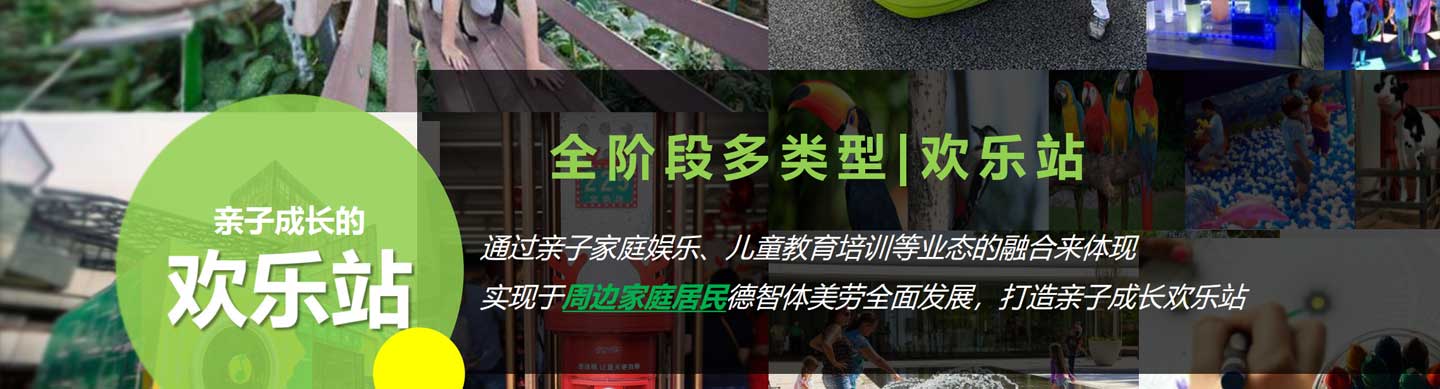 全阶段多类型|欢乐站
亲子成长的
欢乐站
通过亲子家庭娱乐、儿童教育培训等业态的融合来体现
实现于周边家庭居民德智体美劳全面发展，打造亲子成长欢乐站
225